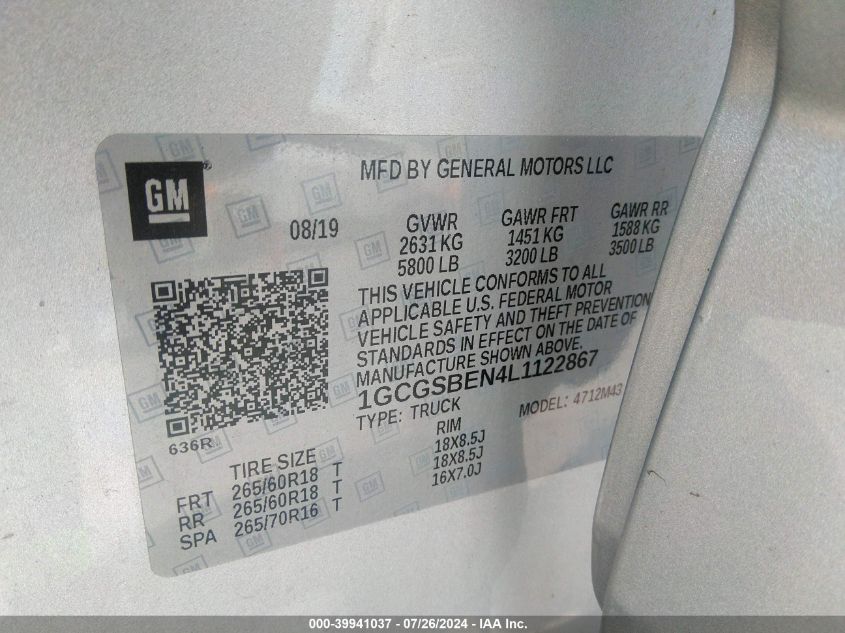 GM
MFD BY GENERAL MOTORS LLC
08/19
GVWR GAWR FRT GAWR RR
2631 KG 1451 KG 1588 KG
5800 LB 3200 LB 3500 LB
THIS VEHICLE CONFORMS TO ALL
APPLICABLE U.S. FEDERAL MOTOR
VEHICLE SAFETY AND THEFT PREVENTION
STANDARDS IN EFFECT ON THE DATE OF
MANUFACTURE SHOWN ABOVE.
1GCGSBEN4L1122867
TYPE: TRUCK MODEL: 4712M43
636R
TIRE SIZE RIM
FRT 265/60R18 T 18X8.5J
RR 265/60R18 T 18X8.5J
SPA 265/70R16 T 16X7.0J
000-39941037 - 07/26/2024 - IAA Inc.